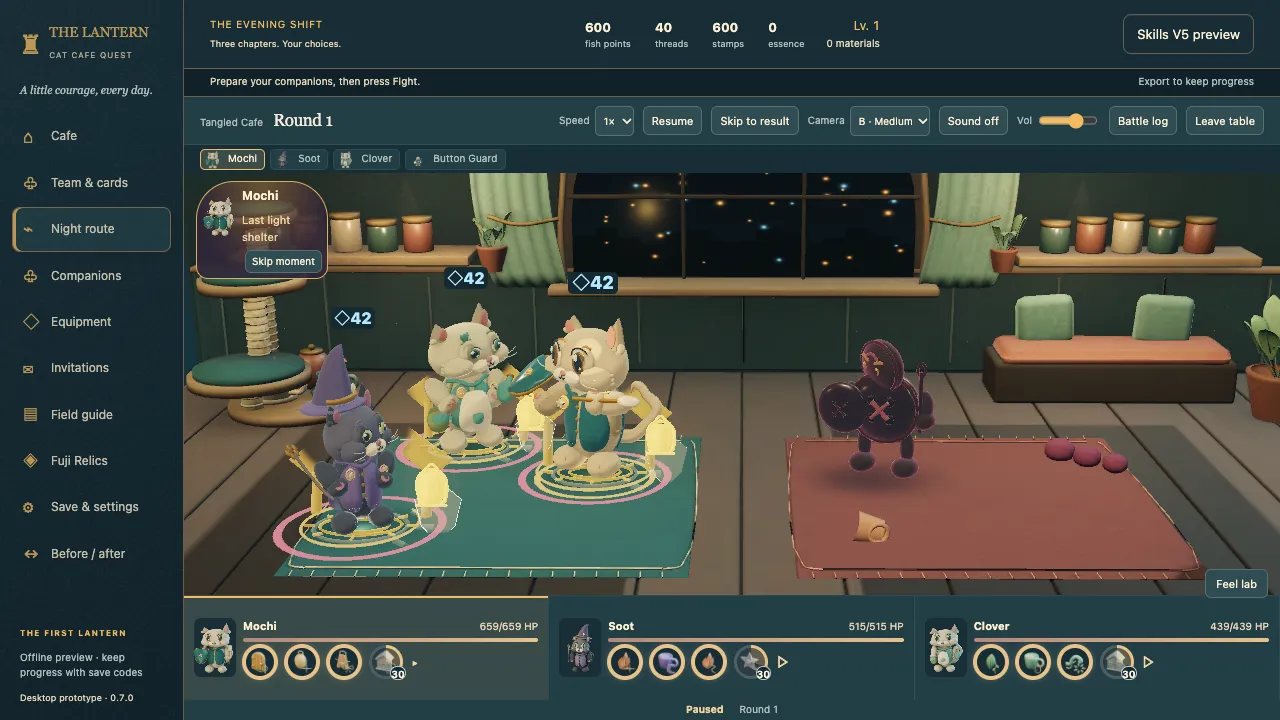 THE LANTERN
CAT CAFE QUEST
A little courage, every day.
Cafe
Team & cards
Night route
Companions
Equipment
Invitations
Field guide
Fuji Relics
Save & settings
Before / after
THE FIRST LANTERN
Offline preview · keep
progress with save codes
Desktop prototype · 0.7.0
THE EVENING SHIFT
Three chapters. Your choices.
600
fish points
40
threads
600
stamps
0
essence
Lv. 1
0 materials
Skills V5 preview
Prepare your companions, then press Fight.
Export to keep progress
Tangled Cafe
Round 1
Speed
1x
Resume
Skip to result
Camera
B · Medium
Sound off
Vol
Battle log
Leave table
Mochi
Soot
Clover
Button Guard
Mochi
Last light
shelter
Skip moment
42
42
42
Feel lab
Mochi
659/659 HP
30
Soot
515/515 HP
30
Clover
439/439 HP
30
Paused
Round 1